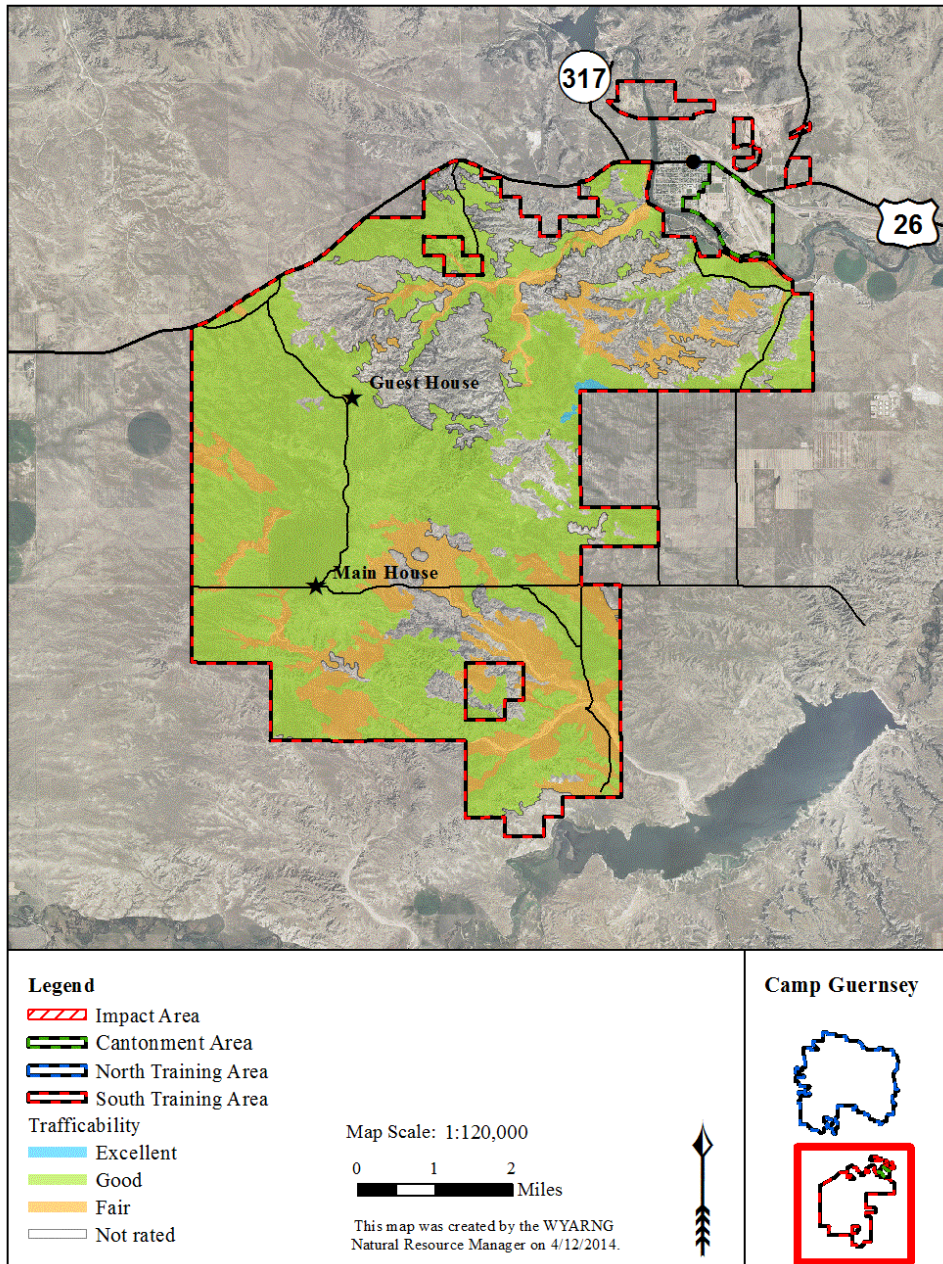 317
26
Guest House
Main House
Legend
Impact Area
Cantonment Area
North Training Area
South Training Area
Trafficability
Excellent
Good
Fair
Not rated
Map Scale: 1:120,000
0 1 2
Miles
This map was created by the WYARNG
Natural Resource Manager on 4/12/2014.
Camp Guernsey